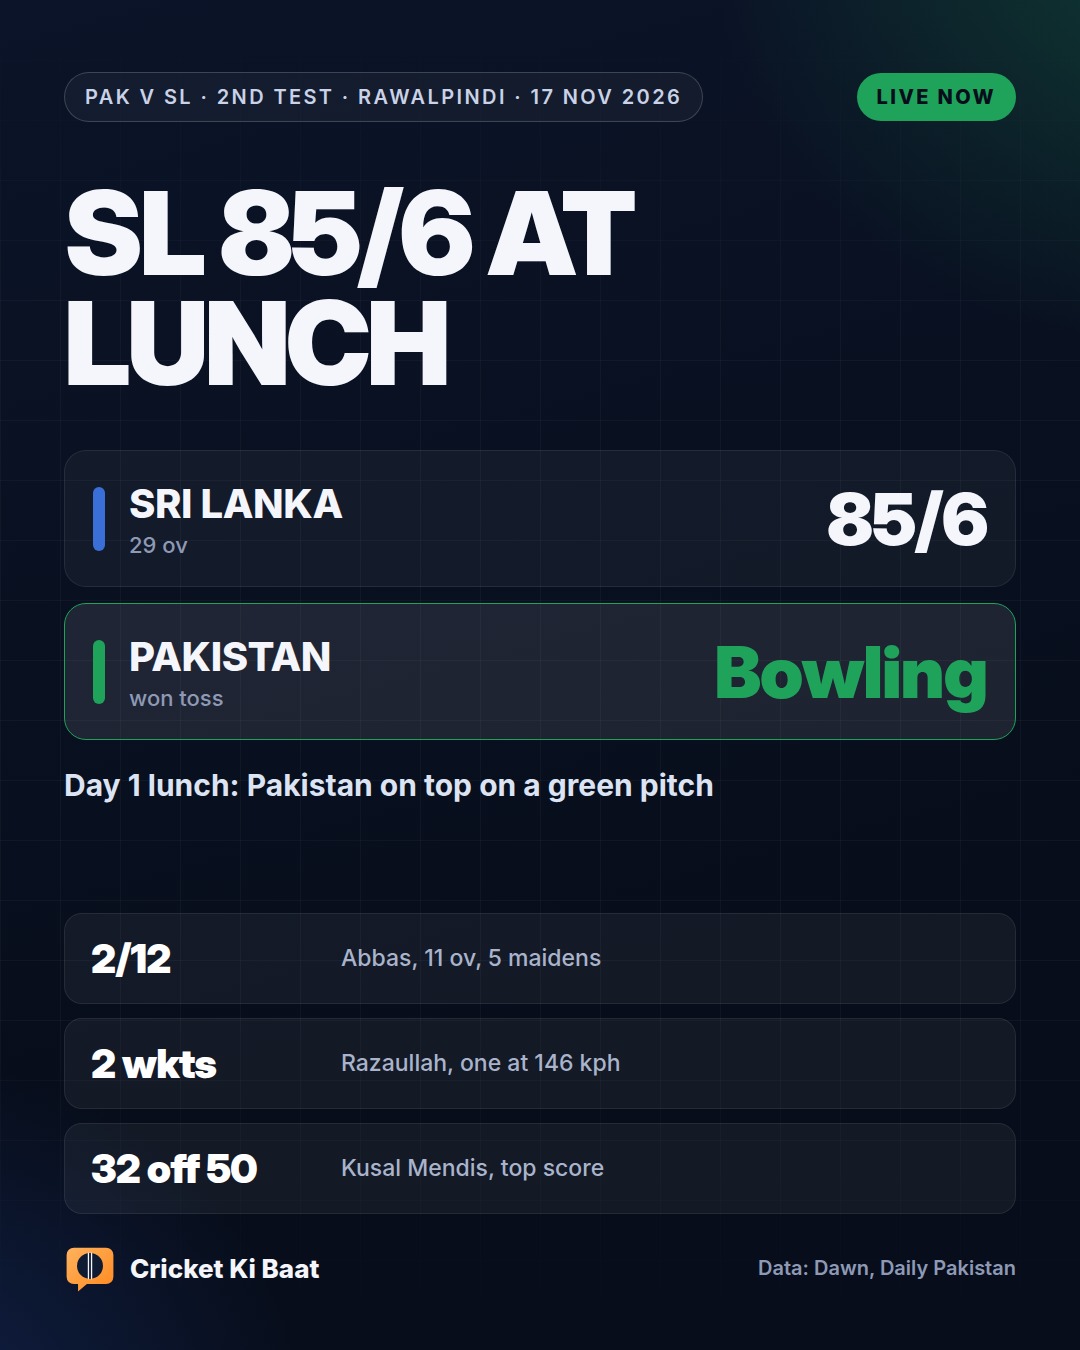 PAK V SL · 2ND TEST · RAWALPINDI · 17 NOV 2026
LIVE NOW
SL 85/6 AT
LUNCH
SRI LANKA
29 ov
85/6
PAKISTAN
won toss
Bowling
Day 1 lunch: Pakistan on top on a green pitch
2/12
Abbas, 11 ov, 5 maidens
2 wkts
Razaullah, one at 146 kph
32 off 50
Kusal Mendis, top score
Cricket Ki Baat
Data: Dawn, Daily Pakistan